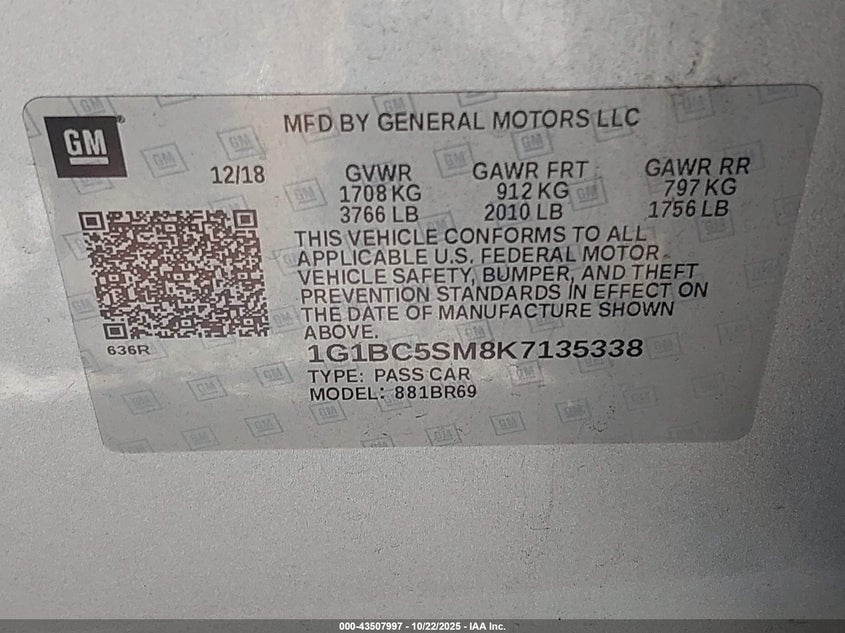 GM
MFD BY GENERAL MOTORS LLC
12/18 GVWR GAWR FRT GAWR RR
1708 KG 912 KG 797 KG
3766 LB 2010 LB 1756 LB
THIS VEHICLE CONFORMS TO ALL
APPLICABLE U.S. FEDERAL MOTOR
VEHICLE SAFETY, BUMPER, AND THEFT
PREVENTION STANDARDS IN EFFECT ON
THE DATE OF MANUFACTURE SHOWN
ABOVE.
636R
1G1BC5SM8K7135338
TYPE: PASS CAR
MODEL: 881BR69
000-43507997 - 10/22/2025 - IAA Inc.